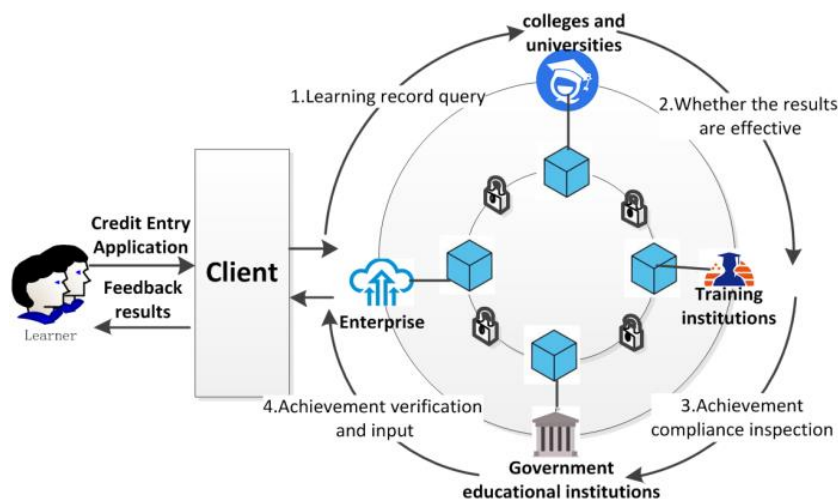 colleges and
universities
1.Learning record query
2.Whether the results
are effective
Credit Entry
Application
Client
Feedback
results
Learner
Enterprise
Training
institutions
4.Achievement verification
and input
3.Achievement
compliance inspection
Government
educational institutions